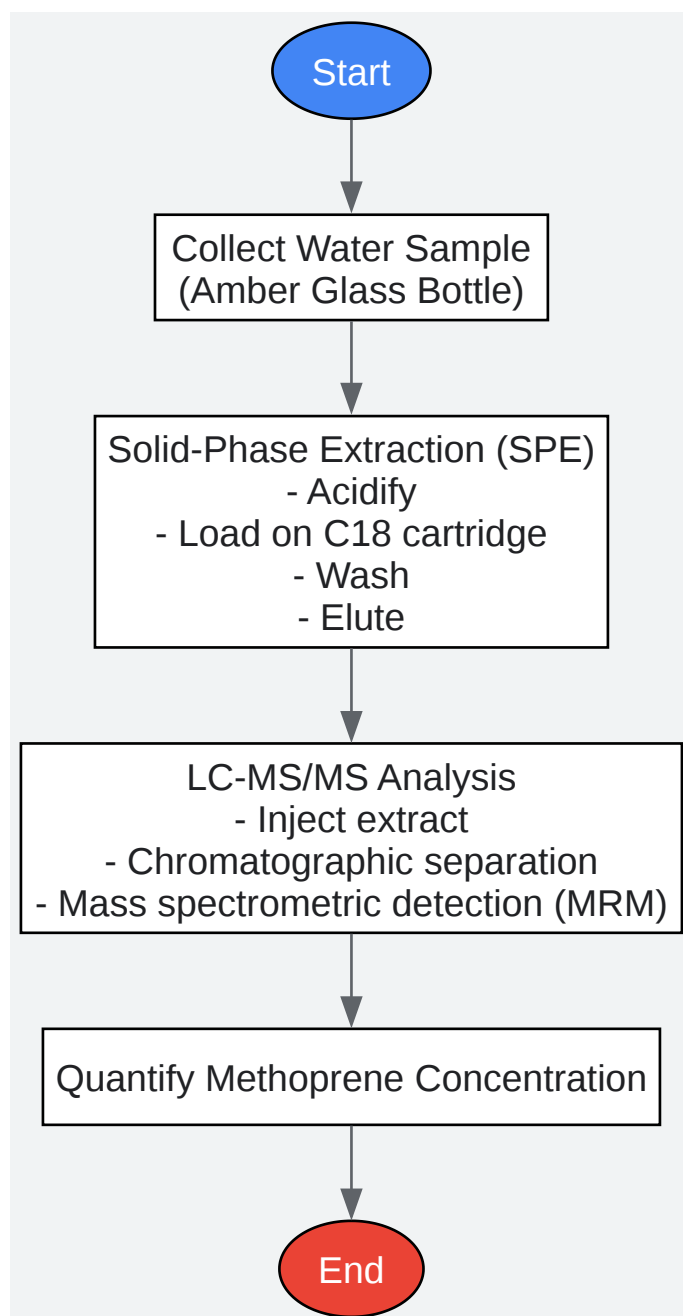 Start
Collect Water Sample
(Amber Glass Bottle)
Solid-Phase Extraction (SPE)
- Acidify
- Load on C18 cartridge
- Wash
- Elute
LC-MS/MS Analysis
- Inject extract
- Chromatographic separation
- Mass spectrometric detection (MRM)
Quantify Methoprene Concentration
End